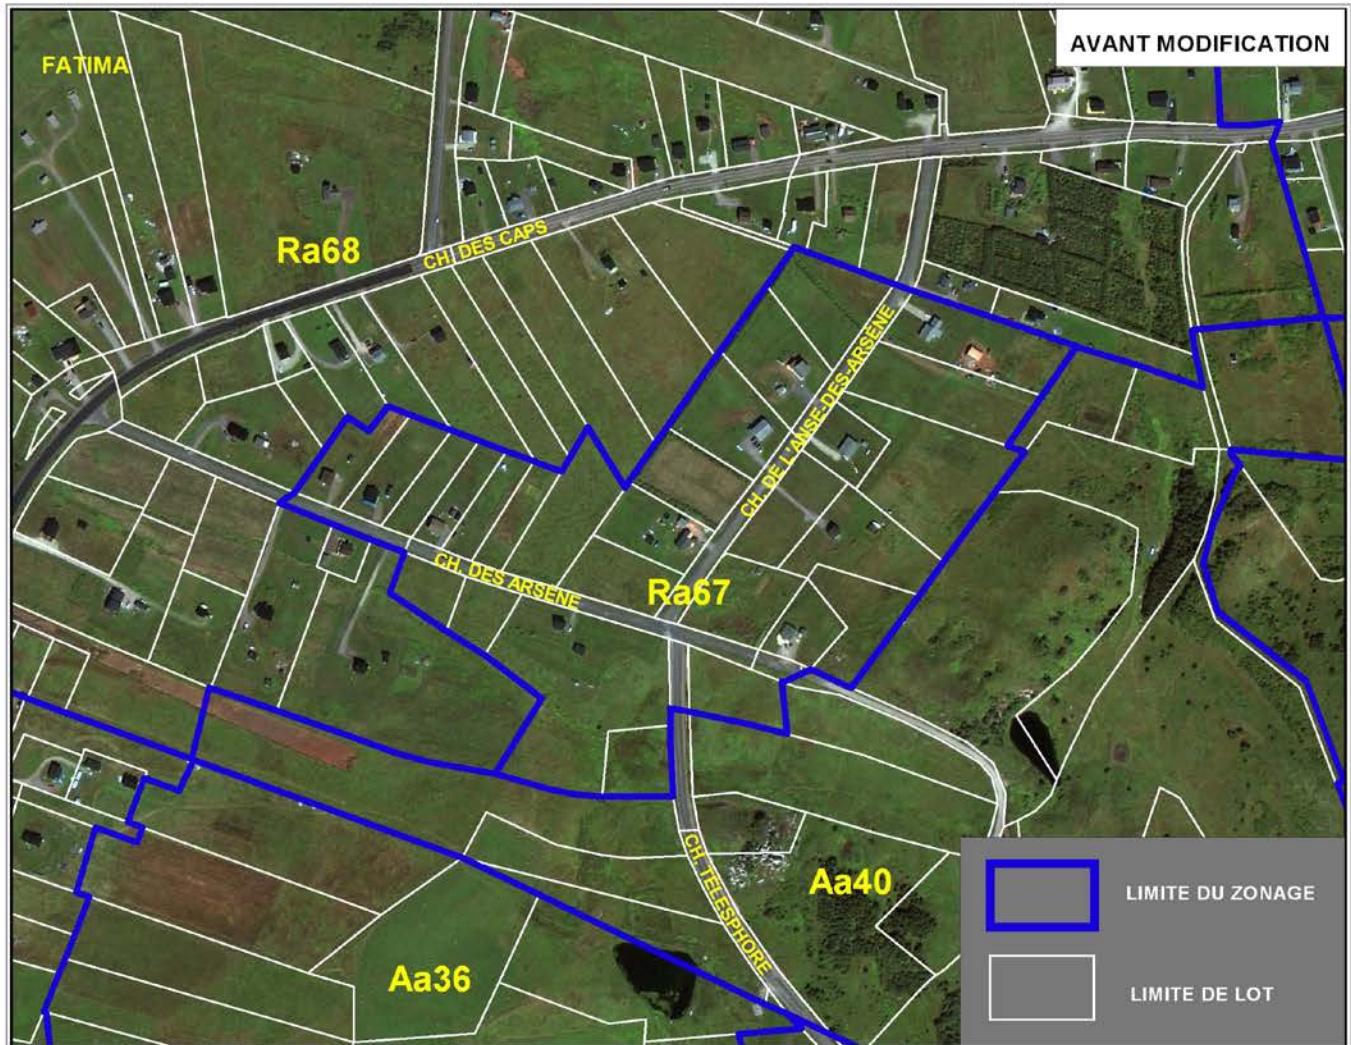 AVANT MODIFICATION
FATIMA
Ra68
CH. DES CAPS
CH. DE L'ANSE-DES-ARSÈNE
CH. DES ARSENE
Ra67
CH. TELESPHORE
Aa40
Aa36
LIMITE DU ZONAGE
LIMITE DE LOT